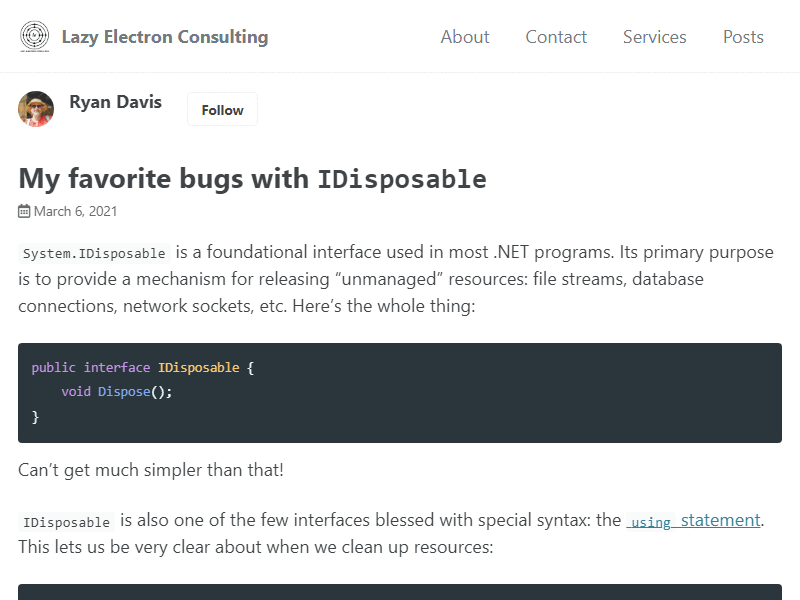 Lazy Electron Consulting
About Contact Services Posts
Ryan Davis
Follow
My favorite bugs with IDisposable
March 6, 2021
System.IDisposable is a foundational interface used in most .NET programs. Its primary purpose
is to provide a mechanism for releasing “unmanaged” resources: file streams, database
connections, network sockets, etc. Here’s the whole thing:
public interface IDisposable {
    void Dispose();
}
Can’t get much simpler than that!
IDisposable is also one of the few interfaces blessed with special syntax: the using statement.
This lets us be very clear about when we clean up resources: